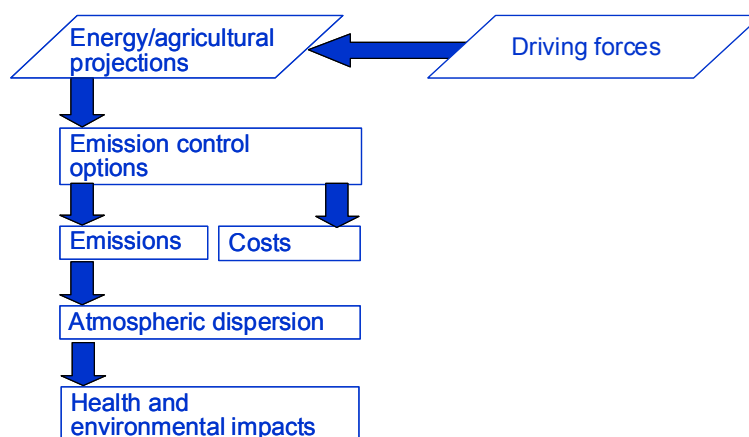 Energy/agricultural
projections
Driving forces
Emission control
options
Emissions
Costs
Atmospheric dispersion
Health and
environmental impacts